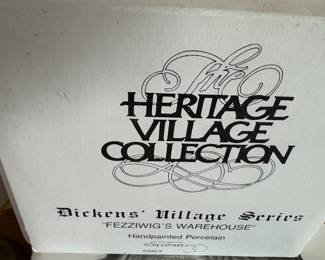 The
HERITAGE
VILLAGE
COLLECTION
Dickens' Village Series
"FEZZIWIG'S WAREHOUSE"
Handpainted Porcelain